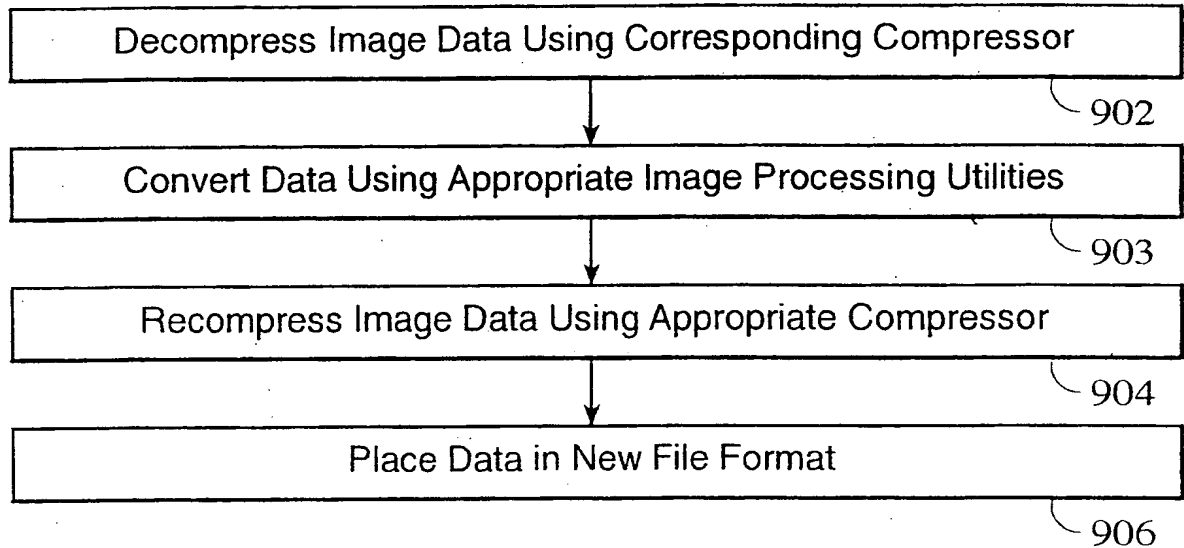 Decompress Image Data Using Corresponding Compressor
902
Convert Data Using Appropriate Image Processing Utilities
903
Recompress Image Data Using Appropriate Compressor
904
Place Data in New File Format
906